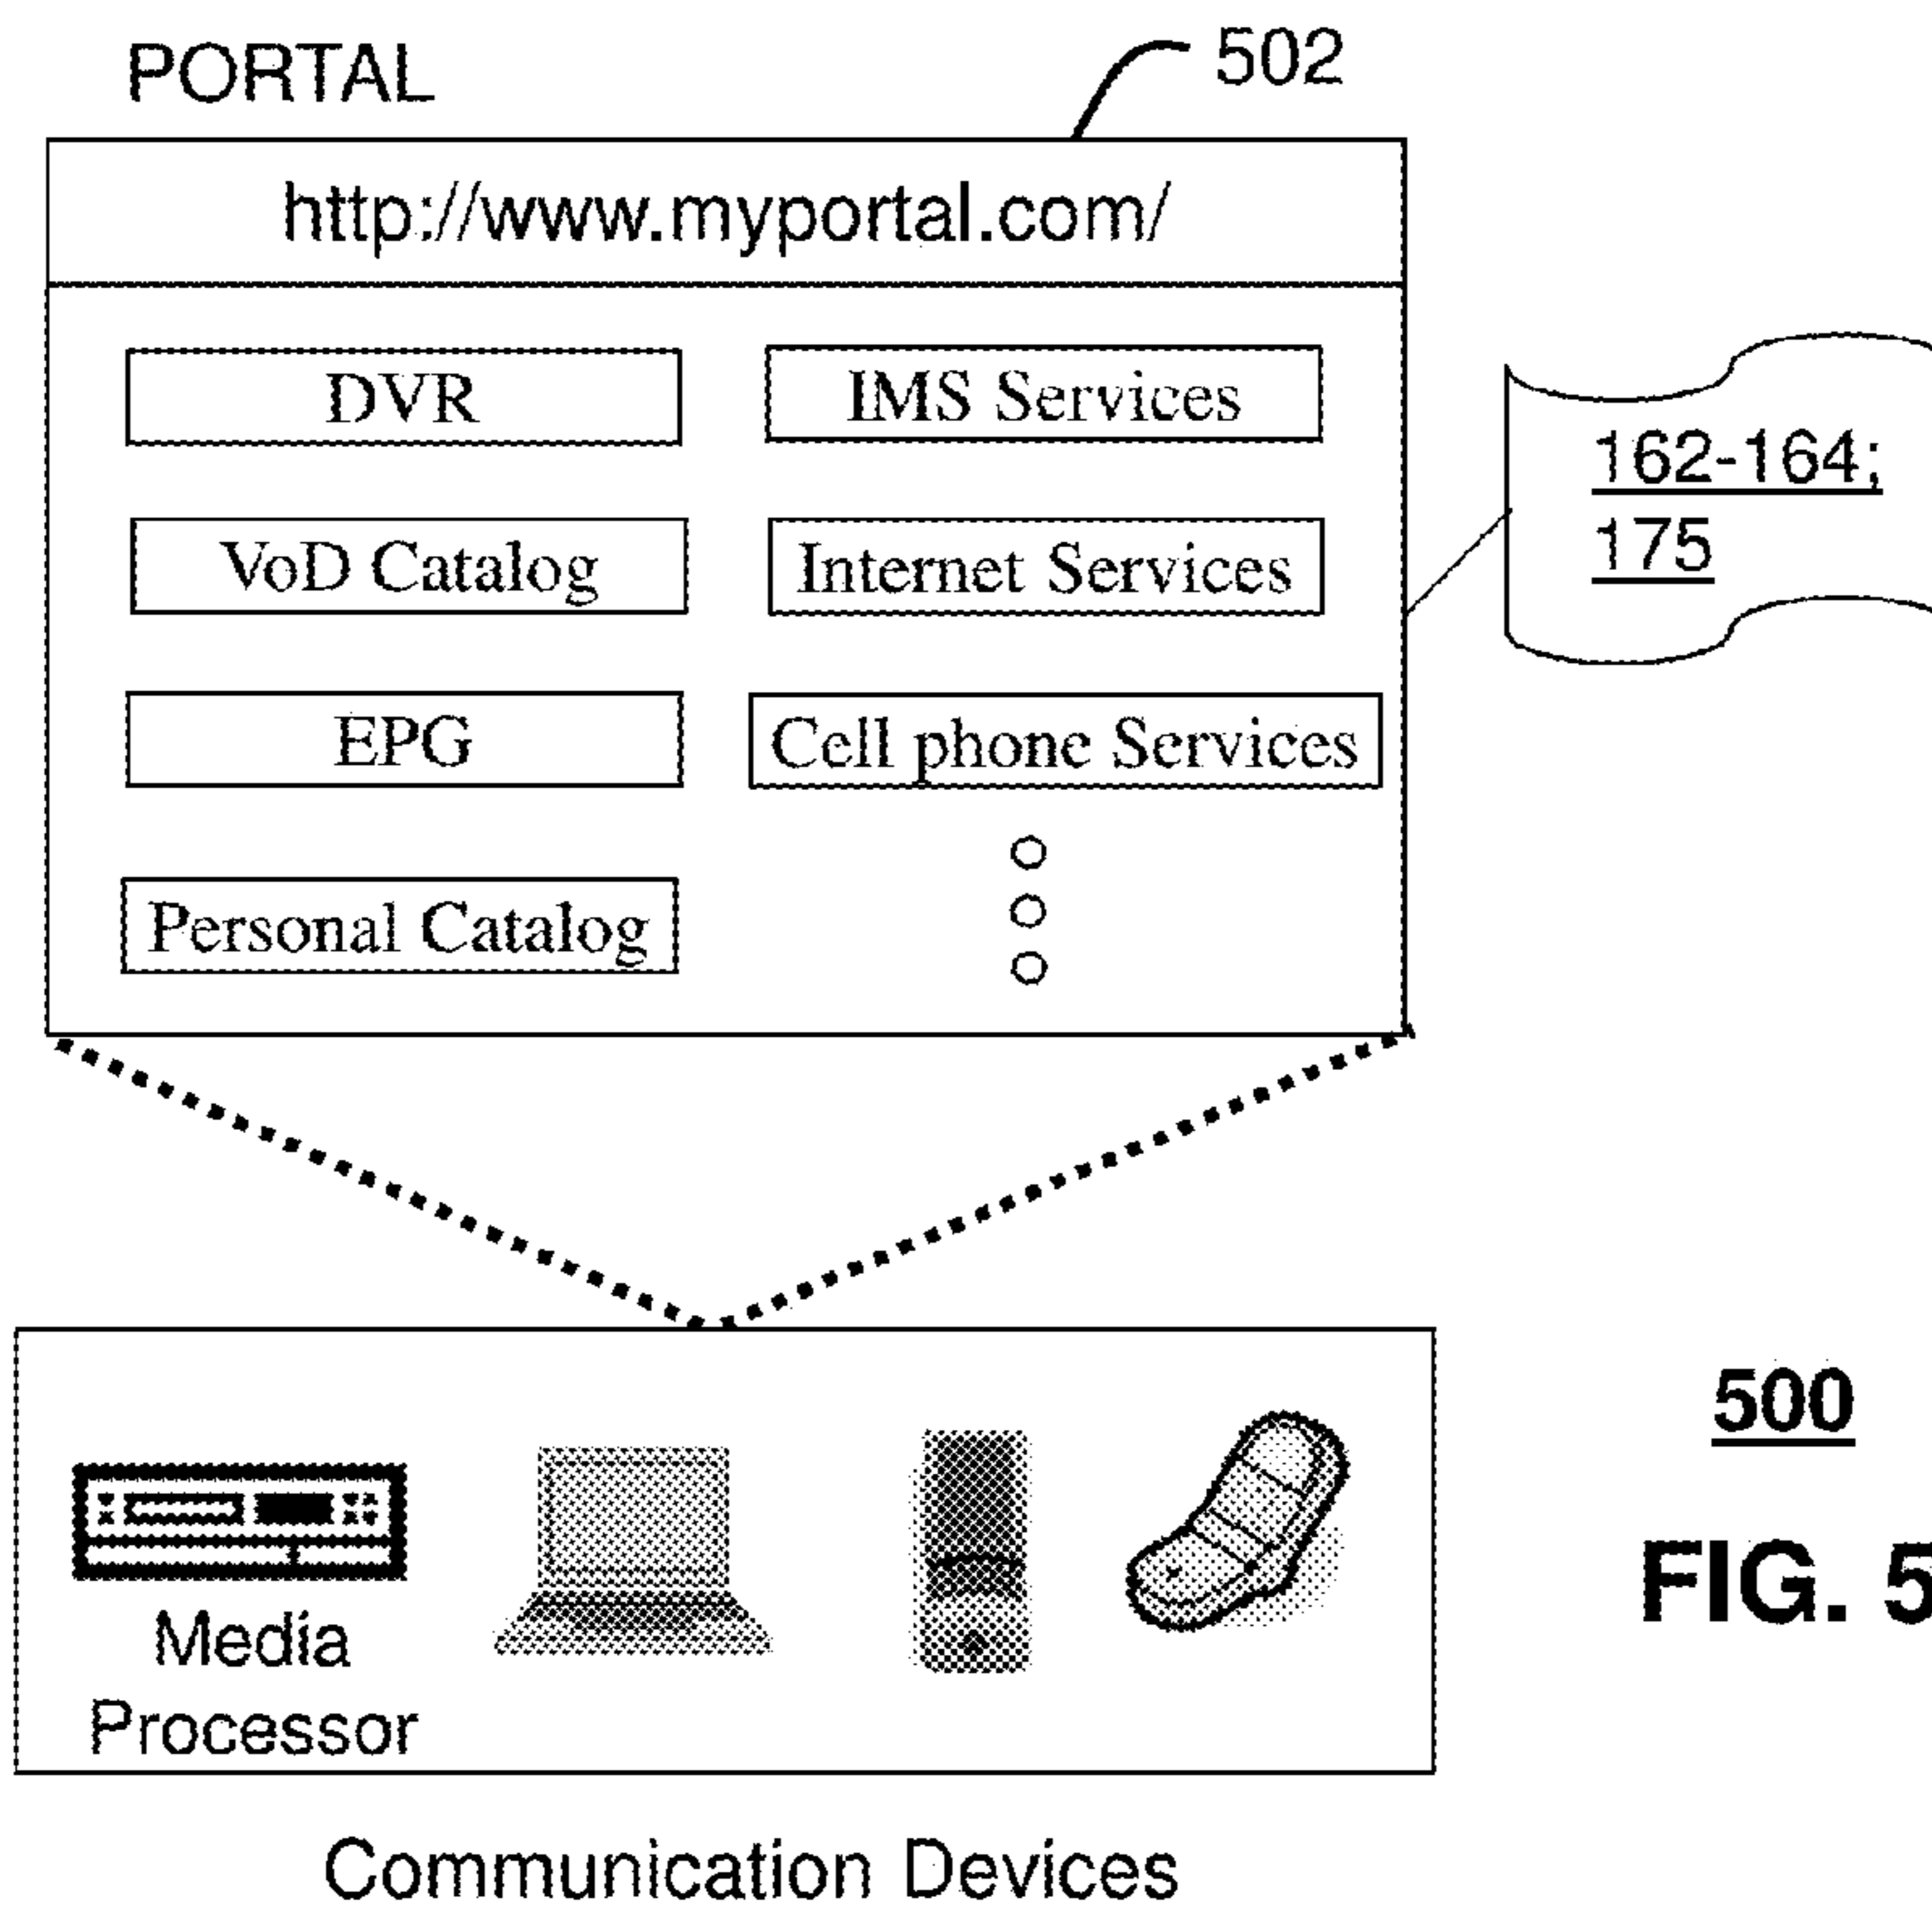 PORTAL
502
http://www.myportal.com/
DVR
IMS Services
VoD Catalog
Internet Services
EPG
Cell phone Services
Personal Catalog
162-164;
175
Media
Processor
Communication Devices
500
FIG. 5